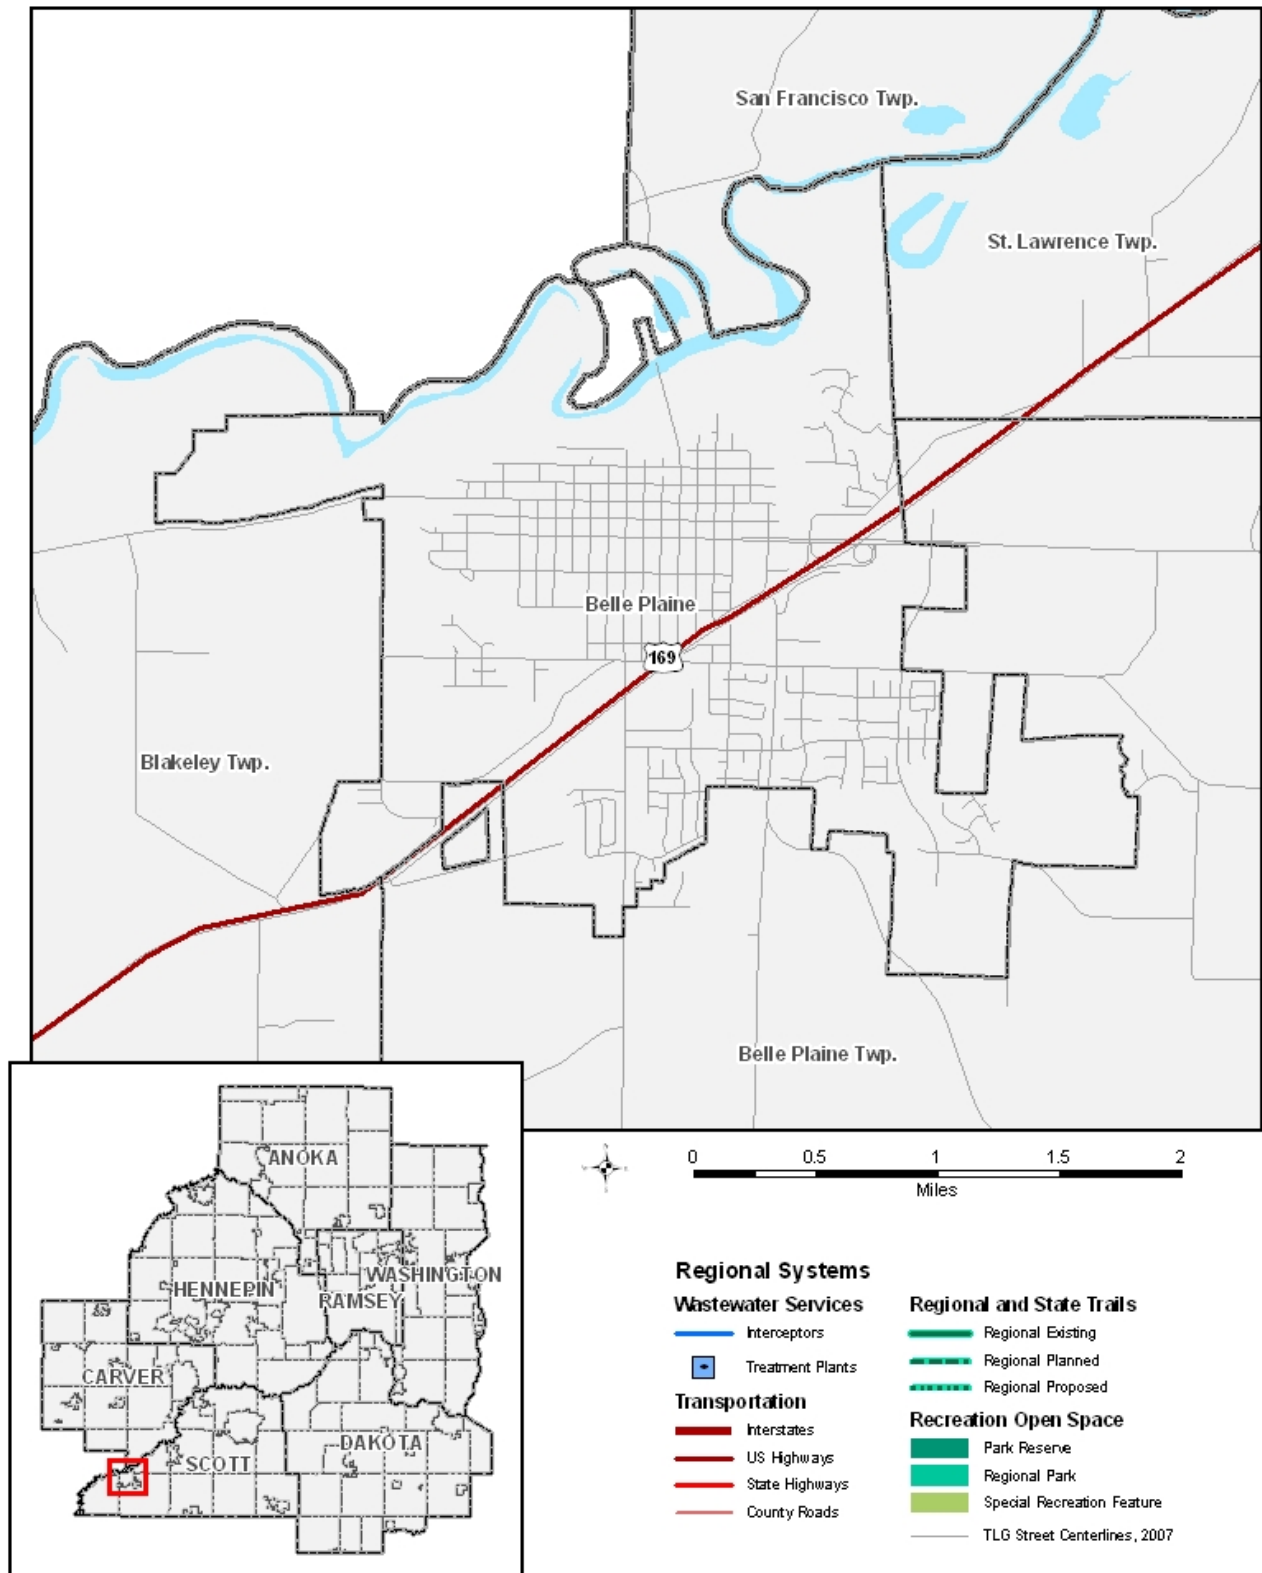 San Francisco Twp.
St. Lawrence Twp.
Belle Plaine
169
Blakeley Twp.
Belle Plaine Twp.
ANOKA
HENNEPIN
WASHINGTON
RAMSEY
CARVER
SCOTT
DAKOTA
0 0.5 1 1.5 2
Miles
Regional Systems
Wastewater Services
Interceptors
Treatment Plants
Transportation
Interstates
US Highways
State Highways
County Roads
Regional and State Trails
Regional Existing
Regional Planned
Regional Proposed
Recreation Open Space
Park Reserve
Regional Park
Special Recreation Feature
TLG Street Centerlines, 2007